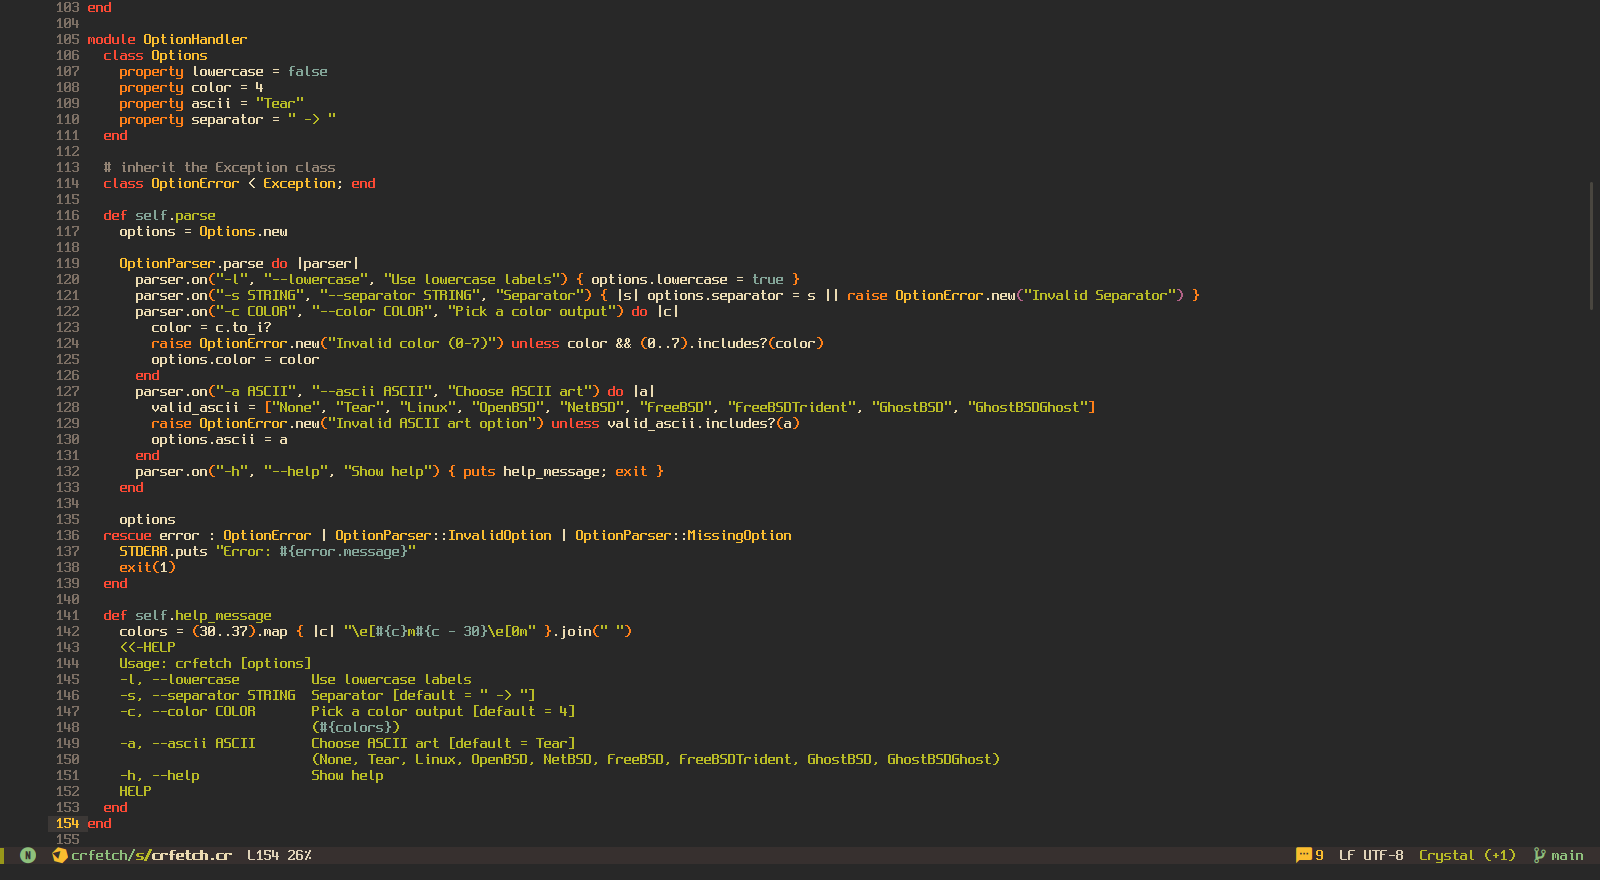 103 end
104
105 module OptionHandler
106   class Options
107     property lowercase = false
108     property color = 4
109     property ascii = "Tear"
110     property separator = " -> "
111   end
112
113   # inherit the Exception class
114   class OptionError < Exception; end
115
116   def self.parse
117     options = Options.new
118
119     OptionParser.parse do |parser|
120       parser.on("-l", "--lowercase", "Use lowercase labels") { options.lowercase = true }
121       parser.on("-s STRING", "--separator STRING", "Separator") { |s| options.separator = s || raise OptionError.new("Invalid Separator") }
122       parser.on("-c COLOR", "--color COLOR", "Pick a color output") do |c|
123         color = c.to_i?
124         raise OptionError.new("Invalid color (0-7)") unless color && (0..7).includes?(color)
125         options.color = color
126       end
127       parser.on("-a ASCII", "--ascii ASCII", "Choose ASCII art") do |a|
128         valid_ascii = ["None", "Tear", "Linux", "OpenBSD", "NetBSD", "FreeBSD", "FreeBSDTrident", "GhostBSD", "GhostBSDGhost"]
129         raise OptionError.new("Invalid ASCII art option") unless valid_ascii.includes?(a)
130         options.ascii = a
131       end
132       parser.on("-h", "--help", "Show help") { puts help_message; exit }
133     end
134
135     options
136   rescue error : OptionError | OptionParser::InvalidOption | OptionParser::MissingOption
137     STDERR.puts "Error: #{error.message}"
138     exit(1)
139   end
140
141   def self.help_message
142     colors = (30..37).map { |c| "\e[#{c}m#{c - 30}\e[0m" }.join(" ")
143     <<-HELP
144     Usage: crfetch [options]
145     -l, --lowercase         Use lowercase labels
146     -s, --separator STRING  Separator [default = " -> "]
147     -c, --color COLOR       Pick a color output [default = 4]
148                             (#{colors})
149     -a, --ascii ASCII       Choose ASCII art [default = Tear]
150                             (None, Tear, Linux, OpenBSD, NetBSD, FreeBSD, FreeBSDTrident, GhostBSD, GhostBSDGhost)
151     -h, --help              Show help
152     HELP
153   end
154 end
155
N crfetch/s/crfetch.cr L154 26% 9 LF UTF-8 Crystal (+1) main